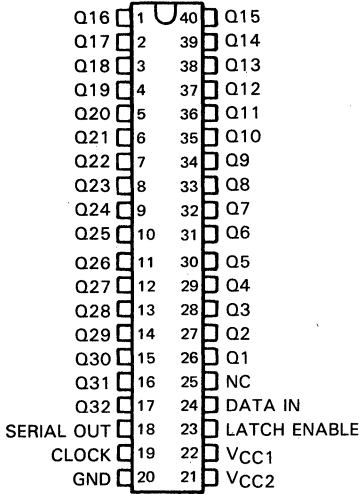 Q16 1 40 Q15
Q17 2 39 Q14
Q18 3 38 Q13
Q19 4 37 Q12
Q20 5 36 Q11
Q21 6 35 Q10
Q22 7 34 Q9
Q23 8 33 Q8
Q24 9 32 Q7
Q25 10 31 Q6
Q26 11 30 Q5
Q27 12 29 Q4
Q28 13 28 Q3
Q29 14 27 Q2
Q30 15 26 Q1
Q31 16 25 NC
Q32 17 24 DATA IN
SERIAL OUT 18 23 LATCH ENABLE
CLOCK 19 22 VCC1
GND 20 21 VCC2